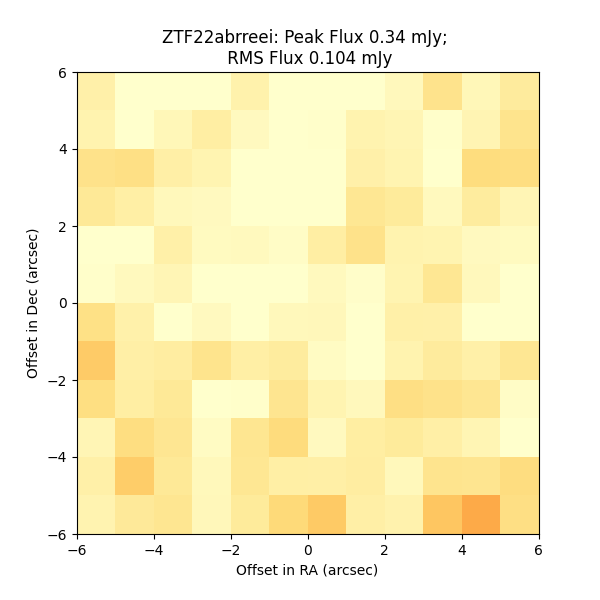 ZTF22abrreei: Peak Flux 0.34 mJy;
RMS Flux 0.104 mJy
6
4
2
0
−2
−4
−6
Offset in Dec (arcsec)
−6 −4 −2 0 2 4 6
Offset in RA (arcsec)